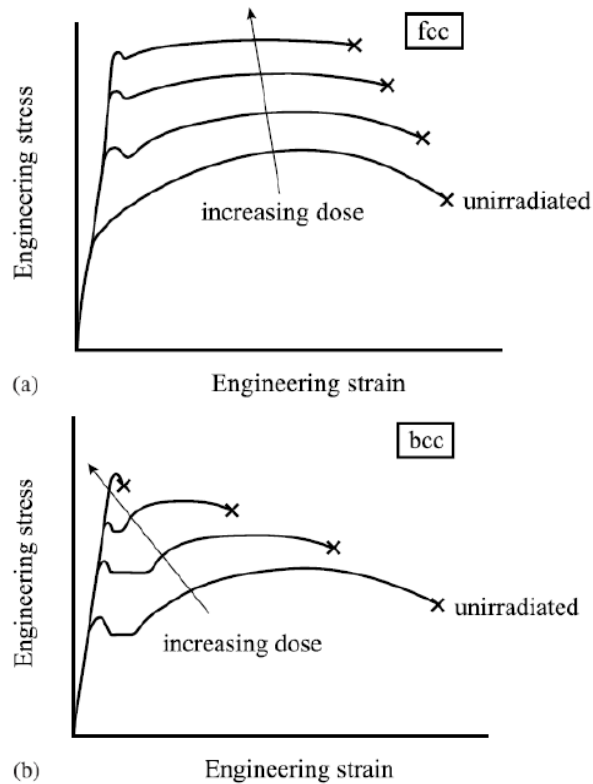 fcc
Engineering stress
increasing dose
unirradiated
(a)
Engineering strain
bcc
Engineering stress
unirradiated
increasing dose
(b)
Engineering strain